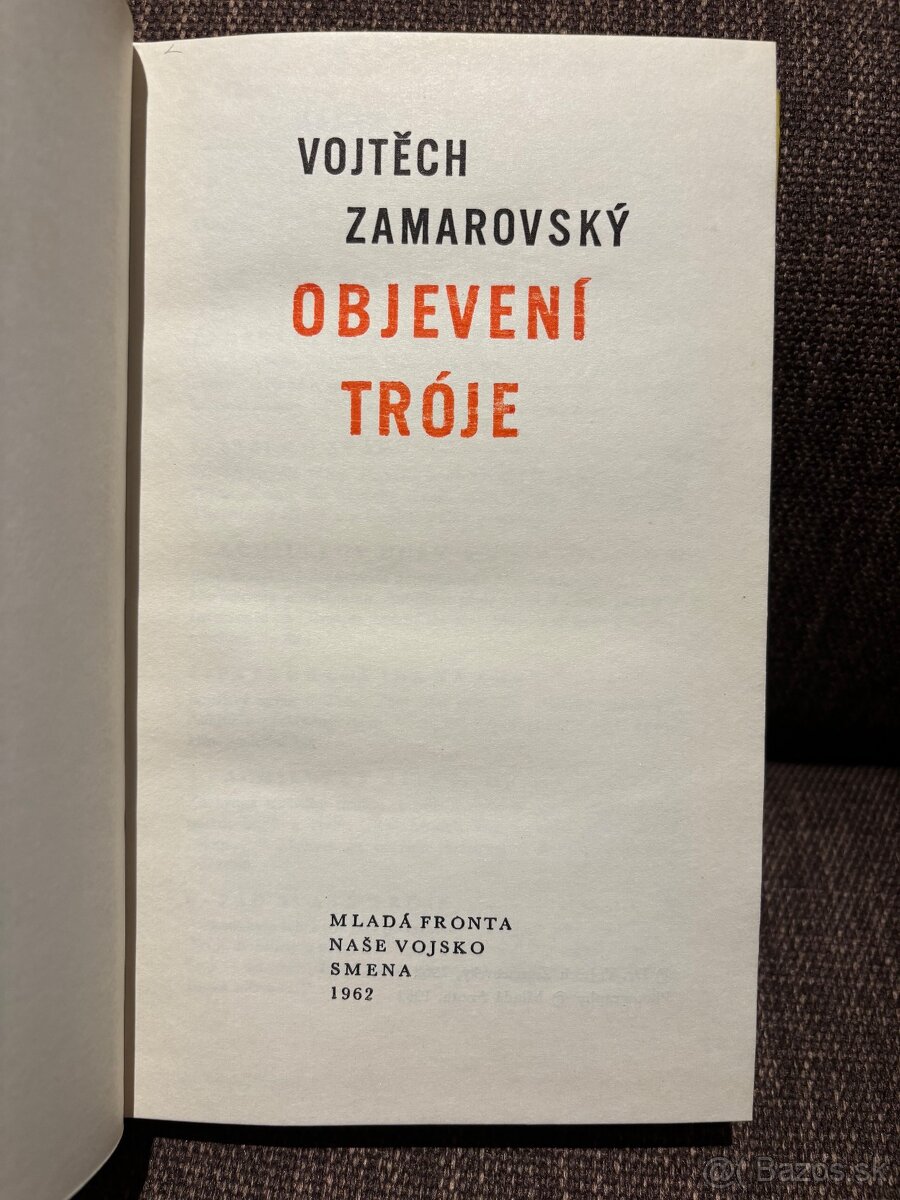 VOJTĚCH
ZAMAROVSKÝ
OBJEVENÍ
TRÓJE
MLADÁ FRONTA
NAŠE VOJSKO
SMENA
1962
Bazos.sk